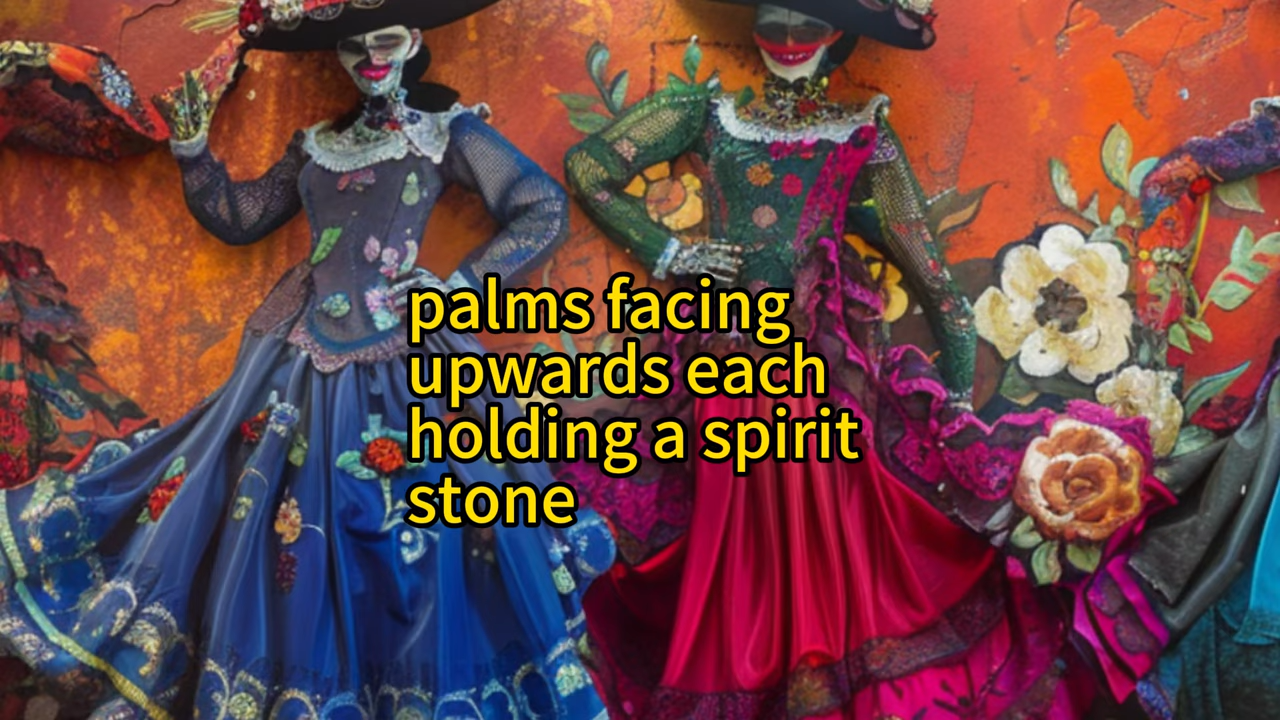 palms facing
upwards each
holding a spirit
stone